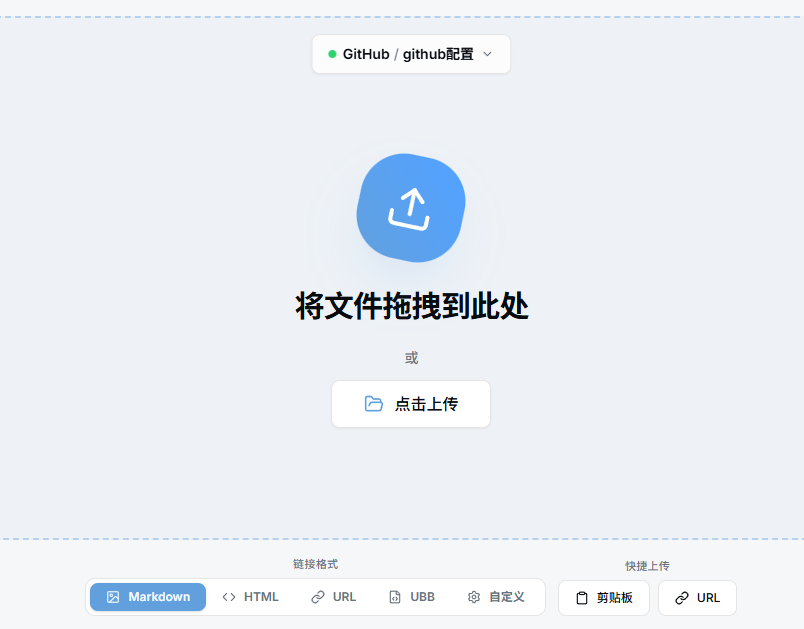 GitHub / github配置
将文件拖拽到此处
或
点击上传
链接格式
Markdown HTML URL UBB 自定义
快捷上传
剪贴板 URL